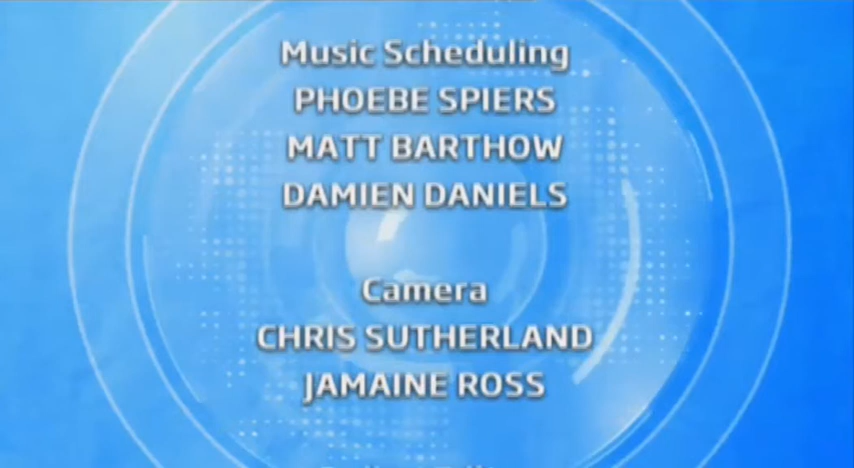 Music Scheduling
PHOEBE SPIERS
MATT BARTHOW
DAMIEN DANIELS
Camera
CHRIS SUTHERLAND
JAMAINE ROSS